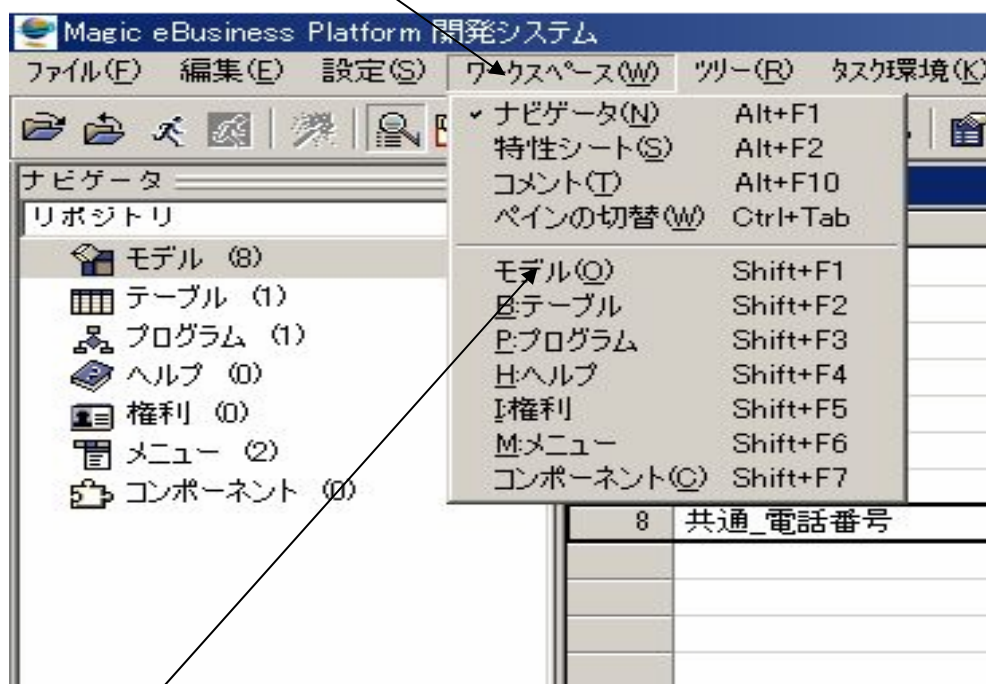 Magic eBusiness Platform 開発システム
ファイル(F) 編集(E) 設定(S) ワークスペース(W) ツリー(R) タスク環境(K)
ナビゲータ(N) Alt+F1
特性シート(S) Alt+F2
コメント(T) Alt+F10
ペインの切替(W) Ctrl+Tab
モデル(O) Shift+F1
B:テーブル Shift+F2
P:プログラム Shift+F3
H:ヘルプ Shift+F4
I:権利 Shift+F5
M:メニュー Shift+F6
コンポーネント(C) Shift+F7
ナビゲータ
リポジトリ
モデル (8)
テーブル (1)
プログラム (1)
ヘルプ (0)
権利 (0)
メニュー (2)
コンポーネント (0)
8 共通_電話番号